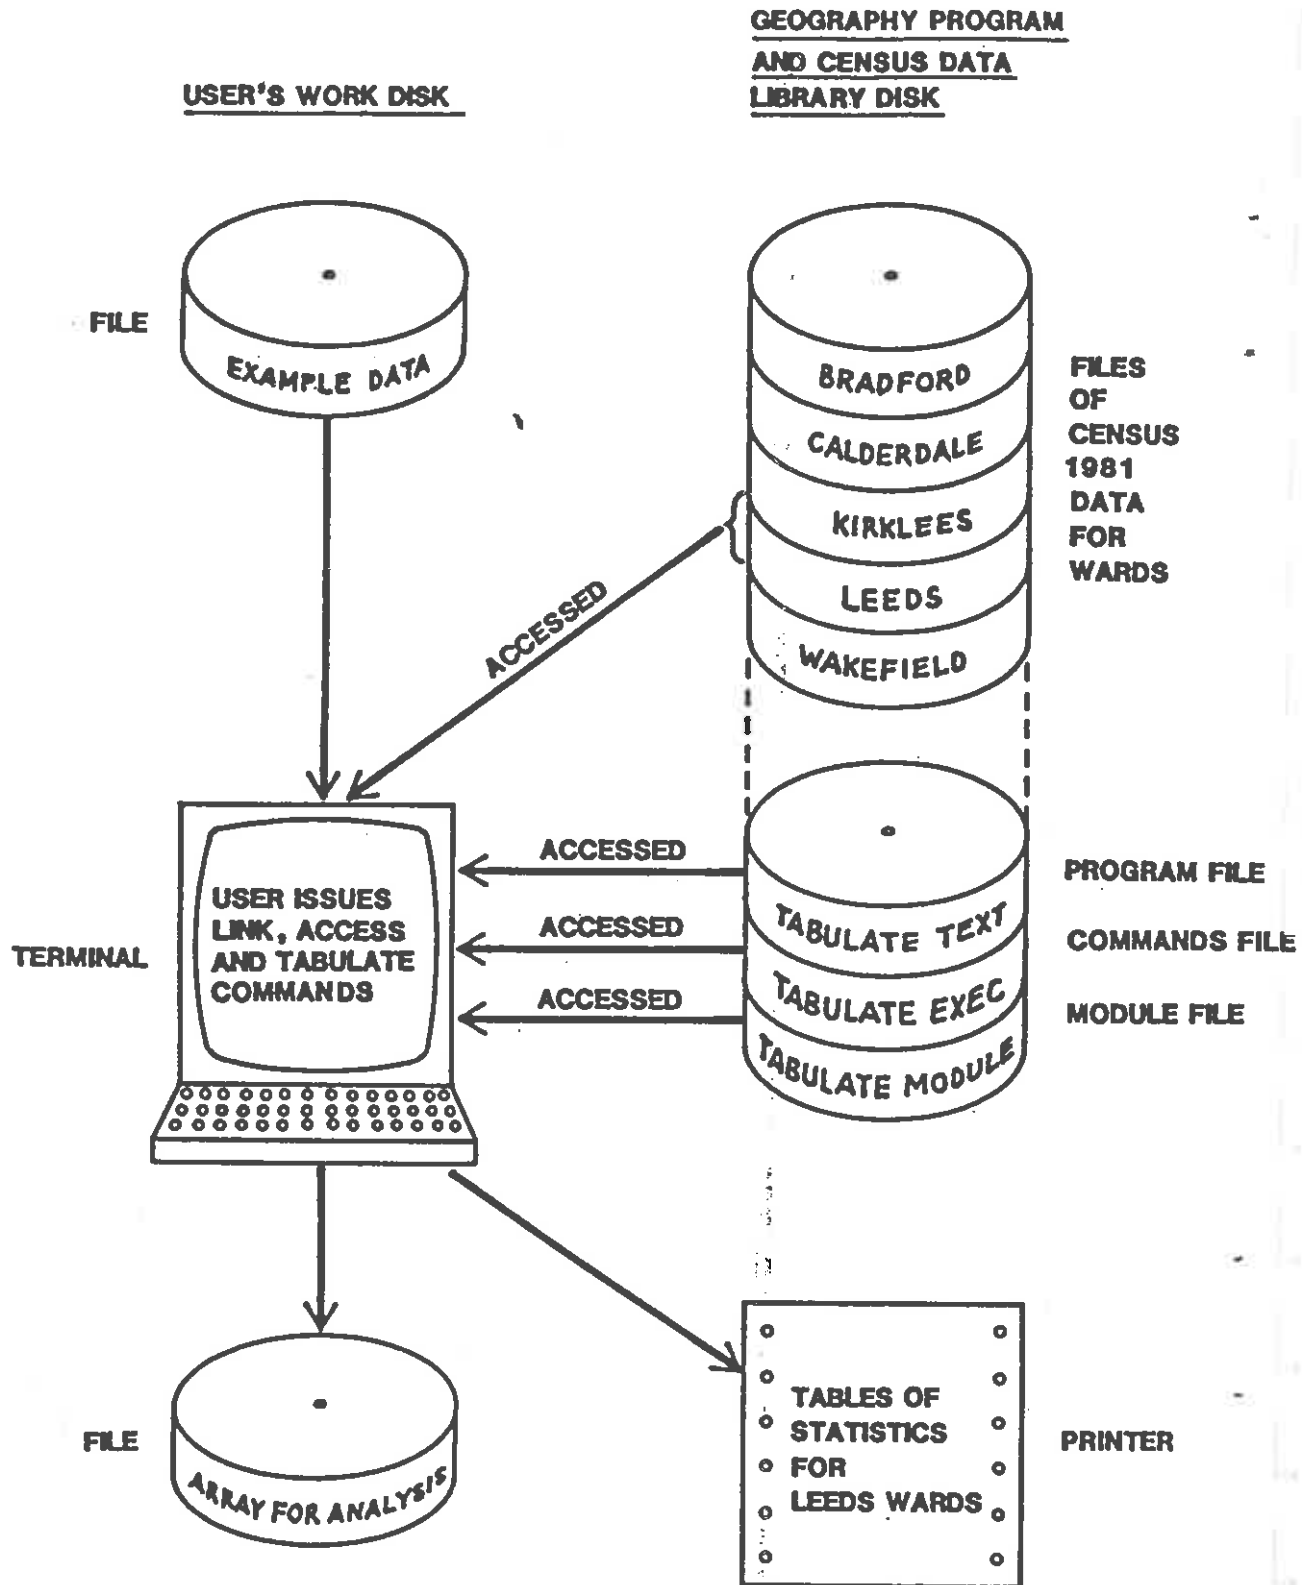 GEOGRAPHY PROGRAM
AND CENSUS DATA
LIBRARY DISK
USER'S WORK DISK
FILE
EXAMPLE DATA
BRADFORD
CALDERDALE
KIRKLEES
LEEDS
WAKEFIELD
FILES
OF
CENSUS
1981
DATA
FOR
WARDS
ACCESSED
TERMINAL
USER ISSUES
LINK, ACCESS
AND TABULATE
COMMANDS
ACCESSED
ACCESSED
ACCESSED
TABULATE TEXT
TABULATE EXEC
TABULATE MODULE
PROGRAM FILE
COMMANDS FILE
MODULE FILE
FILE
ARRAY FOR ANALYSIS
TABLES OF
STATISTICS
FOR
LEEDS WARDS
PRINTER